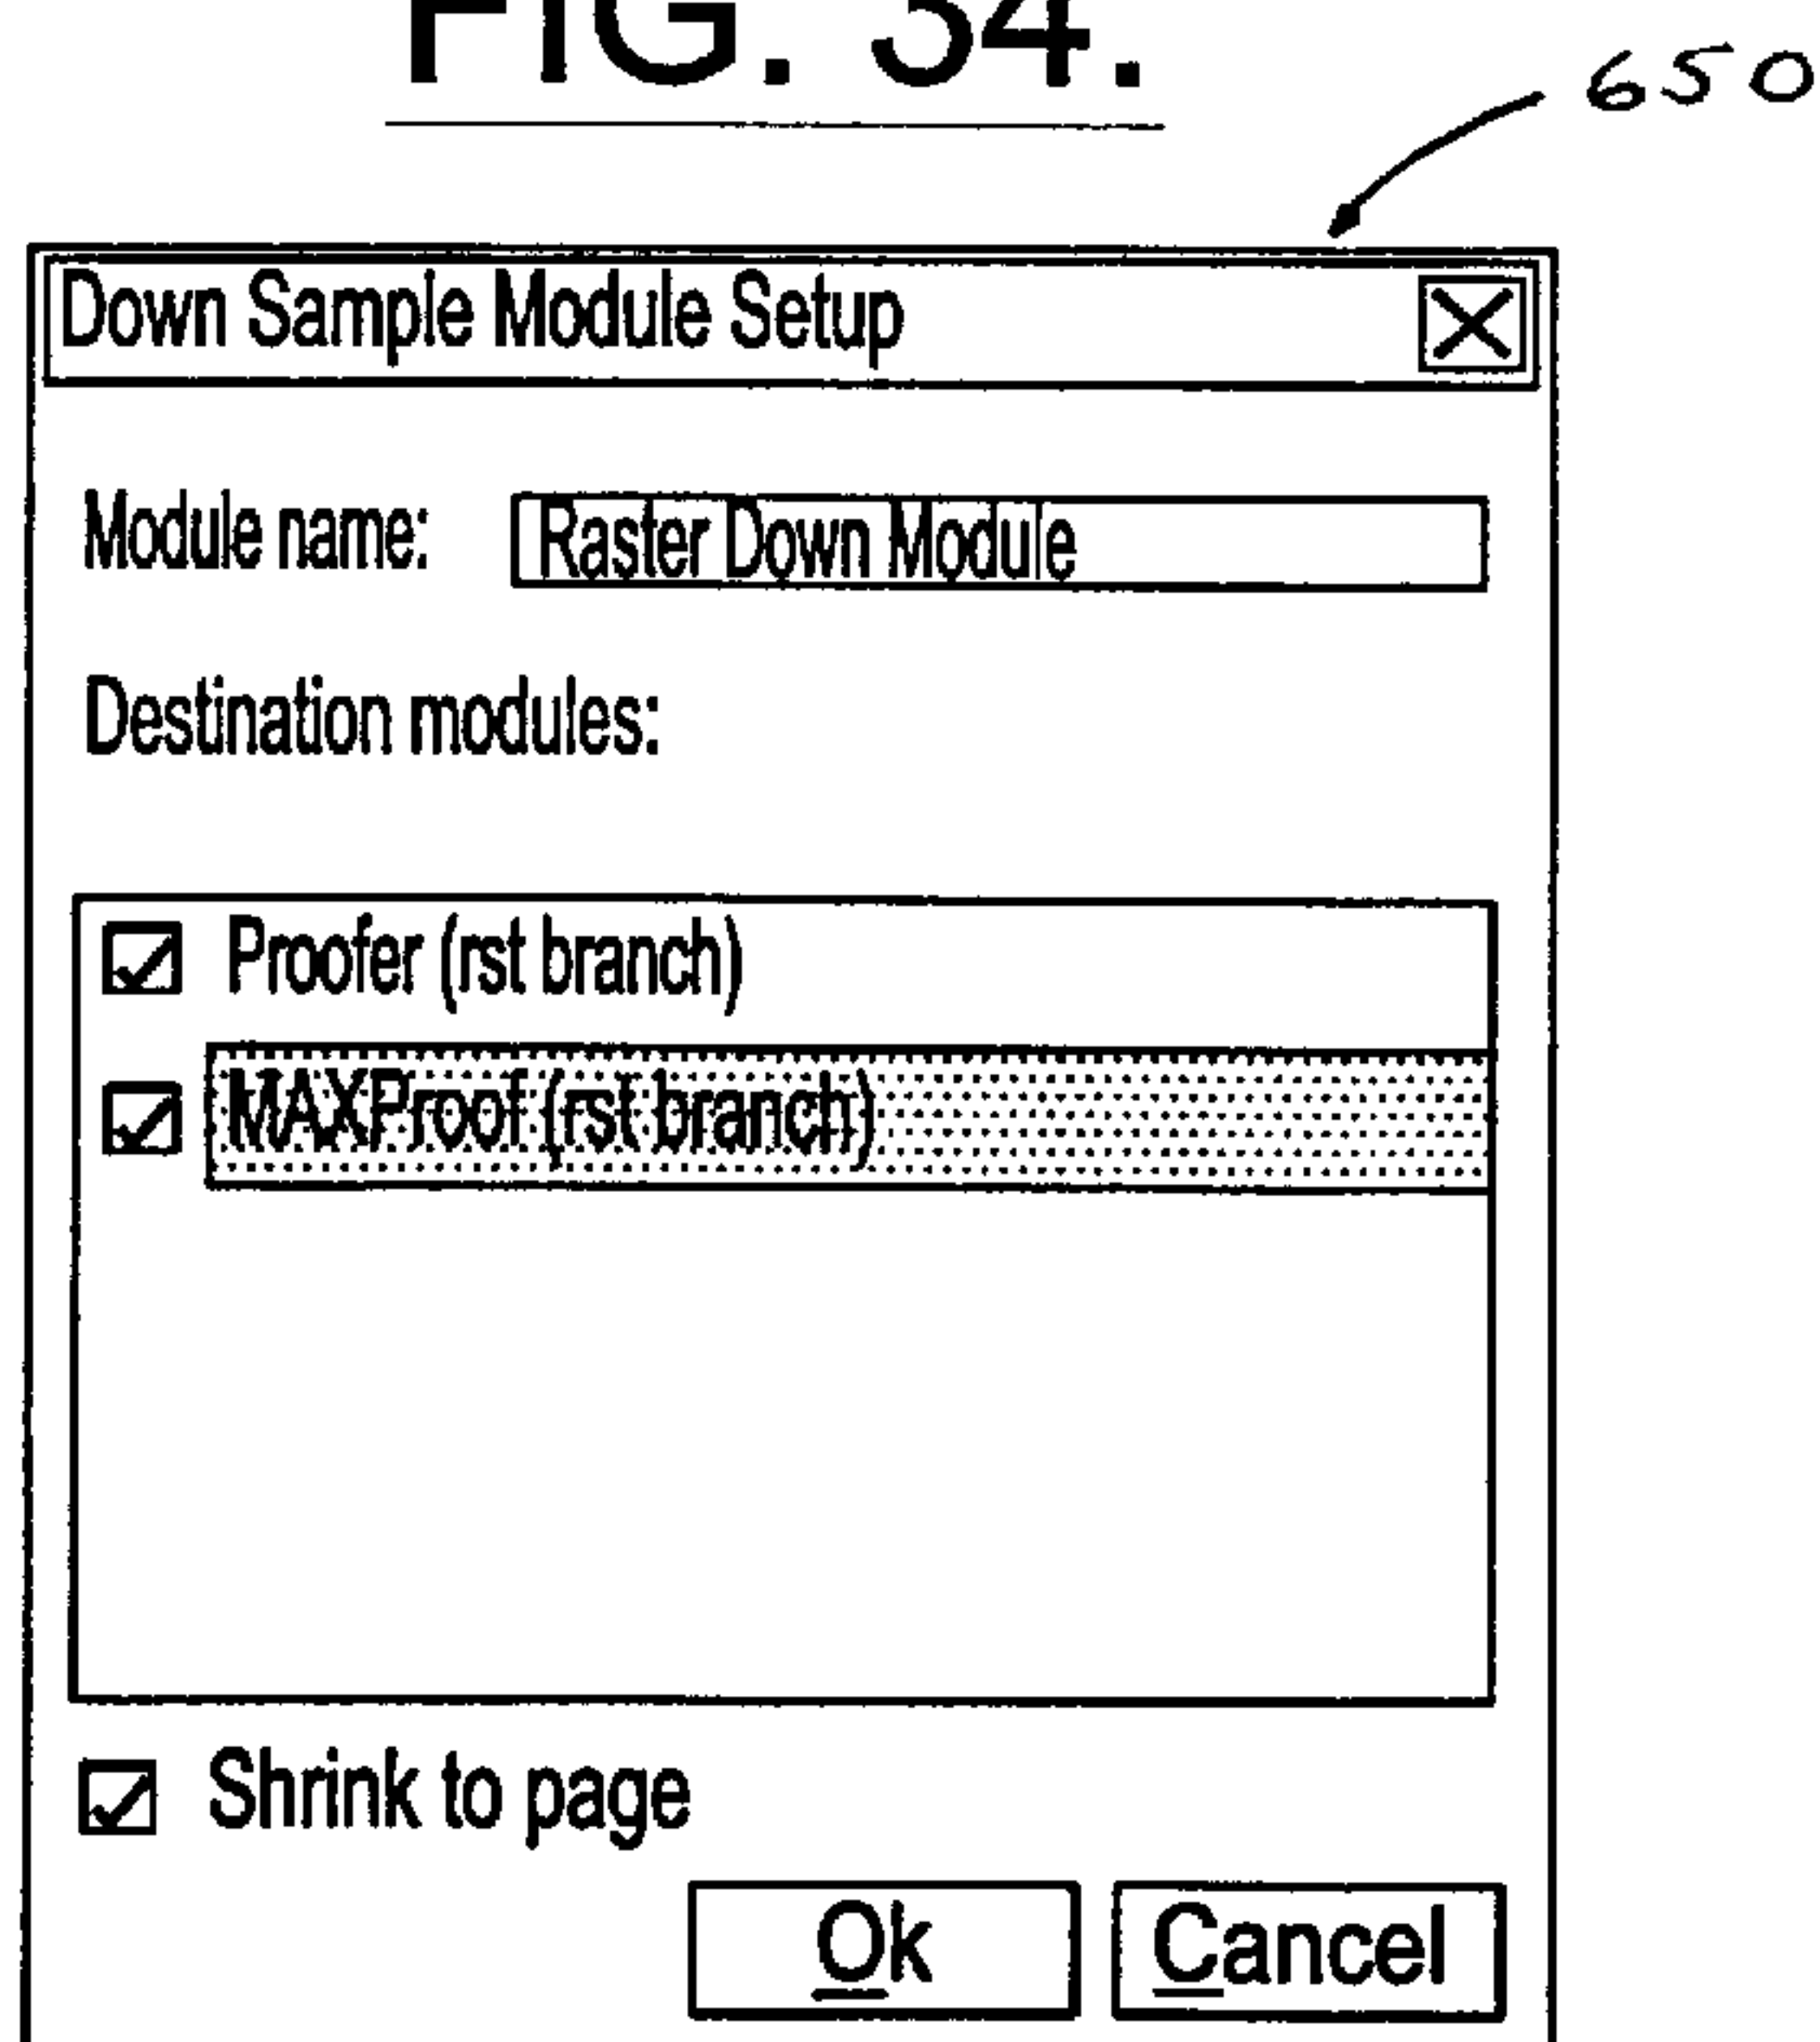 FIG. 34.
650
Down Sample Module Setup
Module name: Raster Down Module
Destination modules:
Proofer (rst branch)
MAXProof (rst branch)
Shrink to page
Ok Cancel